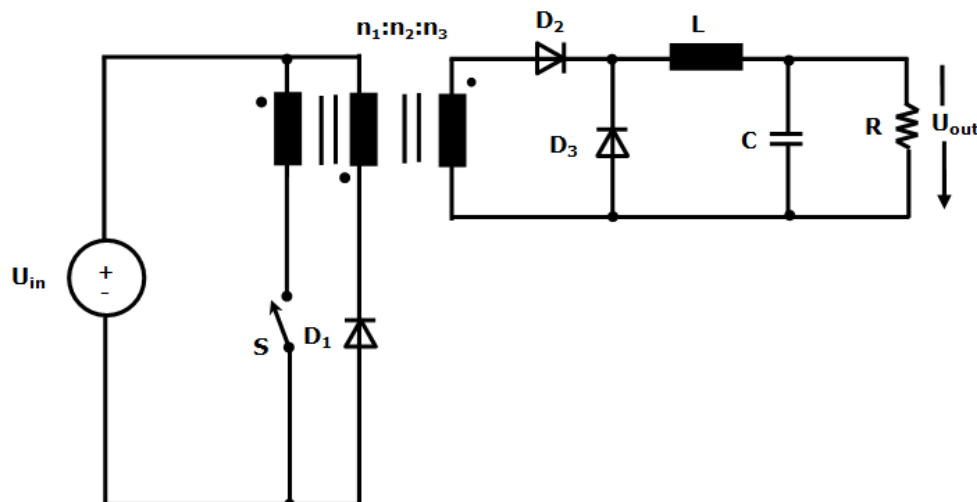 n₁:n₂:n₃
D₂
L
D₃
C
R
U_out
U_in
+
-
S
D₁